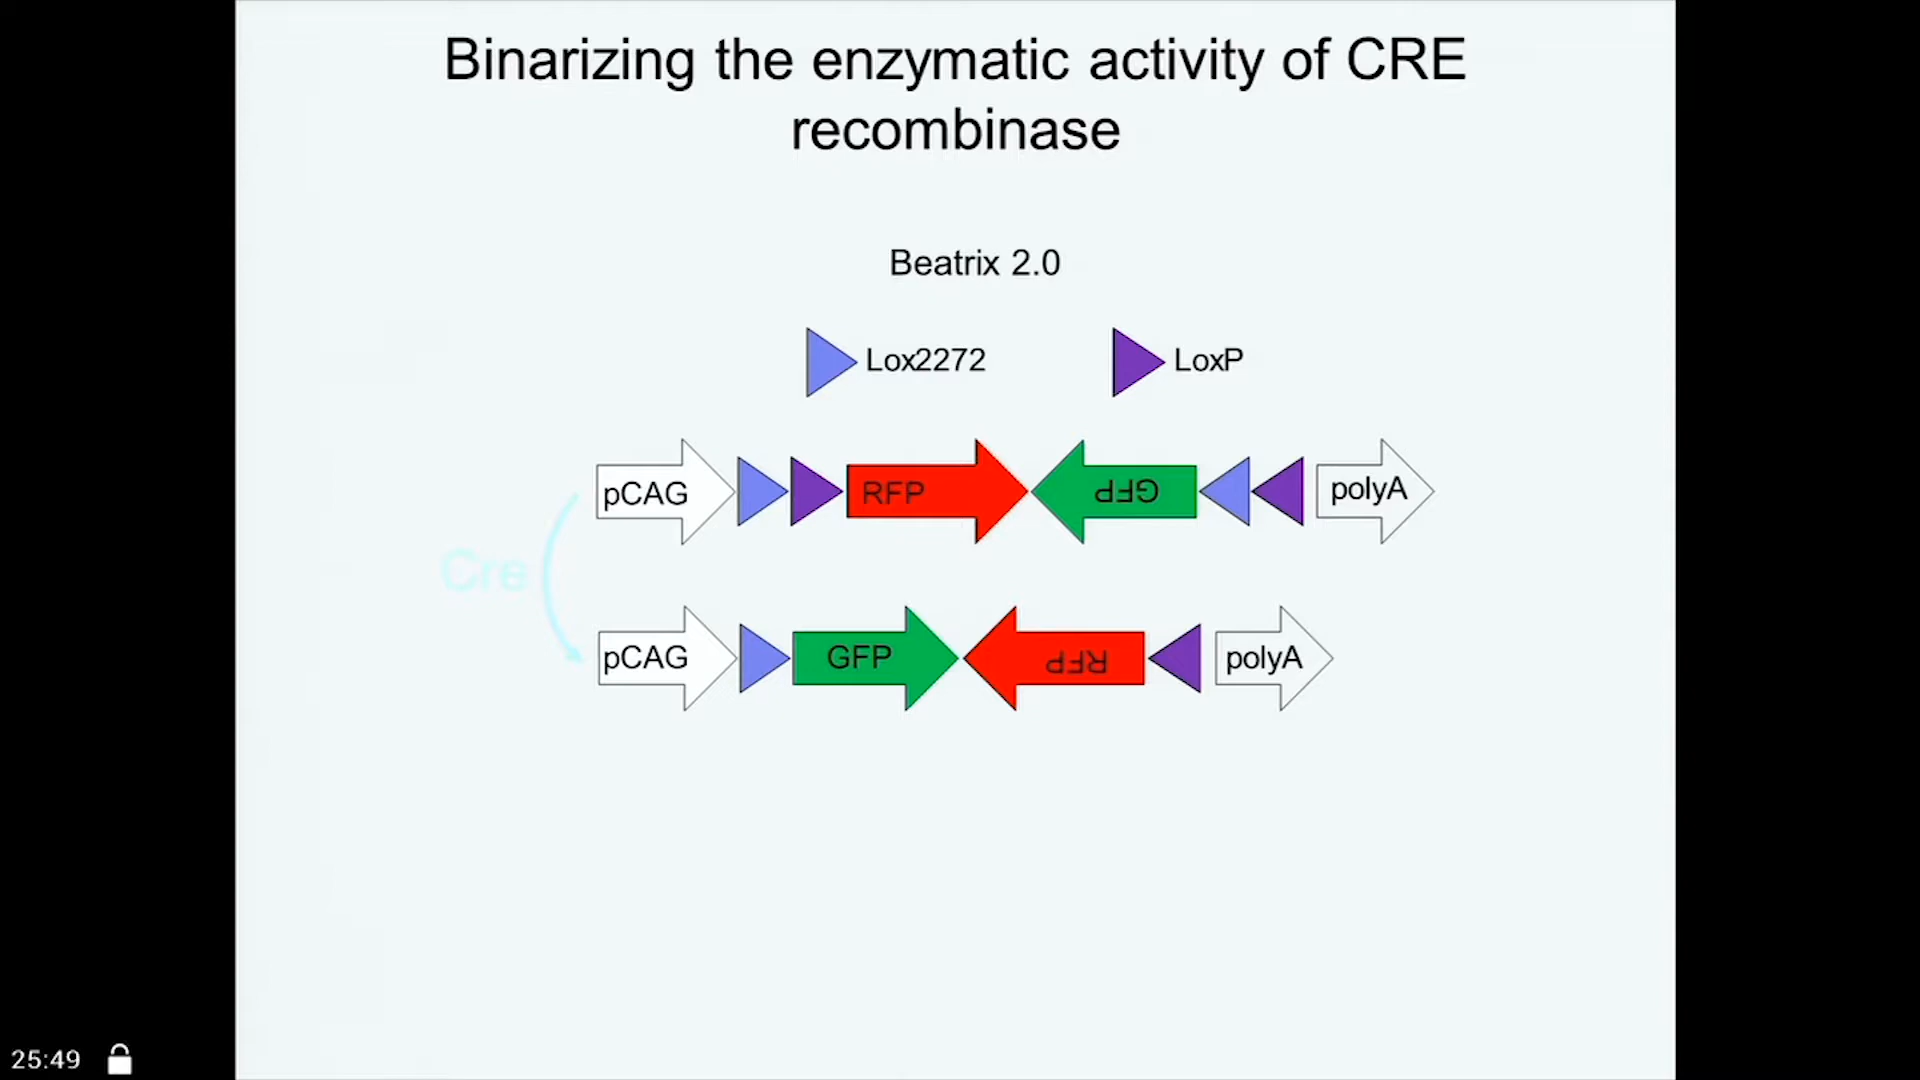 Binarizing the enzymatic activity of CRE
recombinase
Beatrix 2.0
Lox2272 LoxP
pCAG RFP GFP polyA
Cre
pCAG GFP RFP polyA
25:49